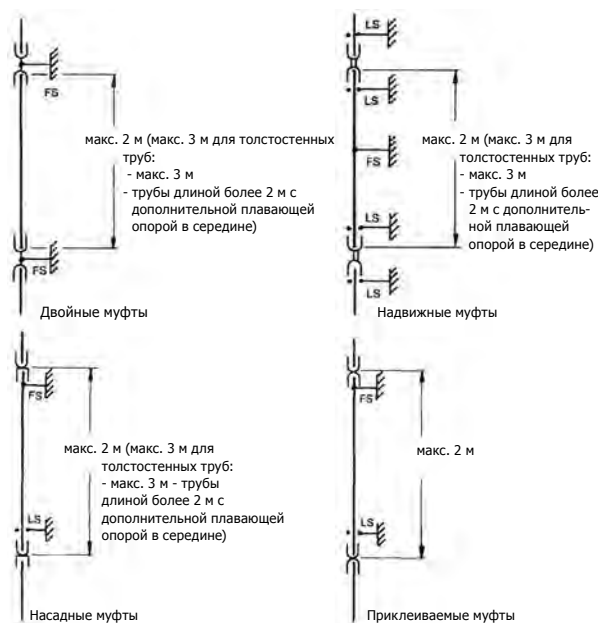 FS
макс. 2 м (макс. 3 м для толстостенных
труб:
- макс. 3 м
- трубы длиной более 2 м с
дополнительной плавающей
опорой в середине)
FS
Двойные муфты
LS
LS
макс. 2 м (макс. 3 м для
толстостенных труб:
- макс. 3 м
- трубы длиной более
2 м с дополнитель-
ной плавающей
опорой в середине)
FS
LS
LS
Надвижные муфты
FS
макс. 2 м (макс. 3 м для
толстостенных труб:
- макс. 3 м - трубы
длиной более 2 м с
дополнительной плавающей
опорой в середине)
LS
Насадные муфты
FS
макс. 2 м
LS
Приклеиваемые муфты